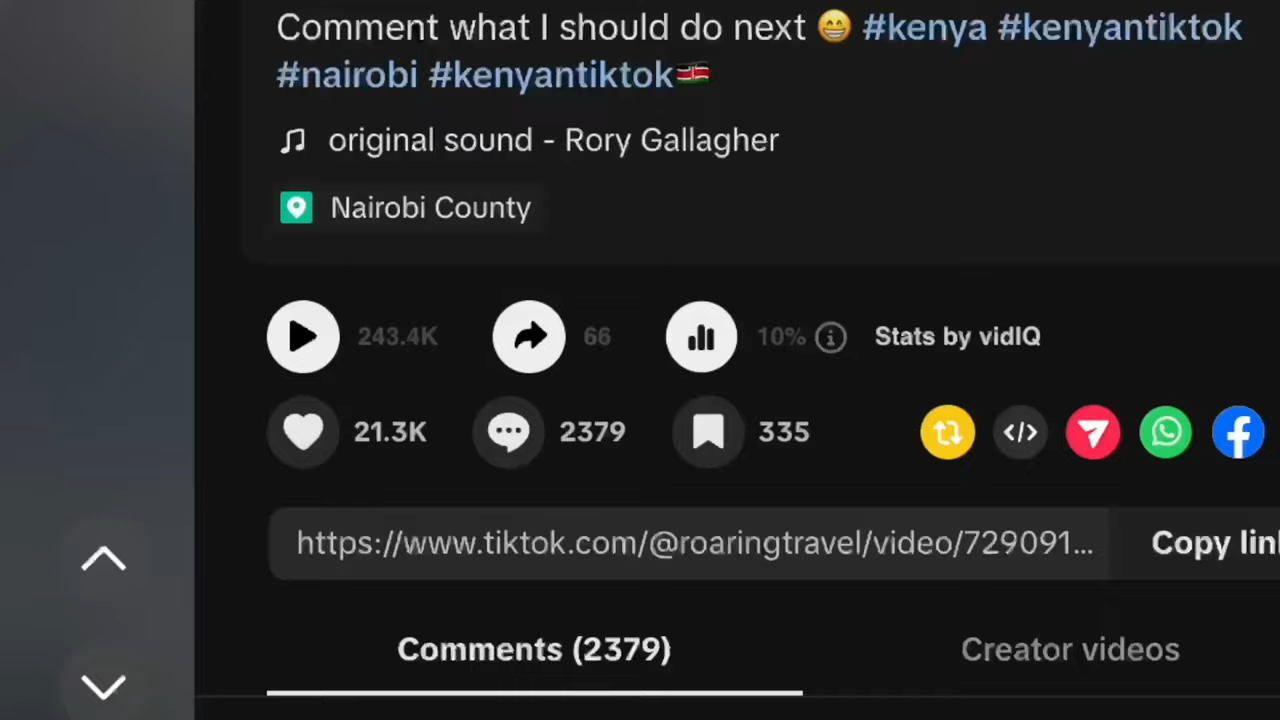 Comment what I should do next 😁 #kenya #kenyantiktok
#nairobi #kenyantiktok🇰🇪
original sound - Rory Gallagher
Nairobi County
243.4K 66 10% Stats by vidIQ
21.3K 2379 335
https://www.tiktok.com/@roaringtravel/video/729091... Copy lin
Comments (2379) Creator videos